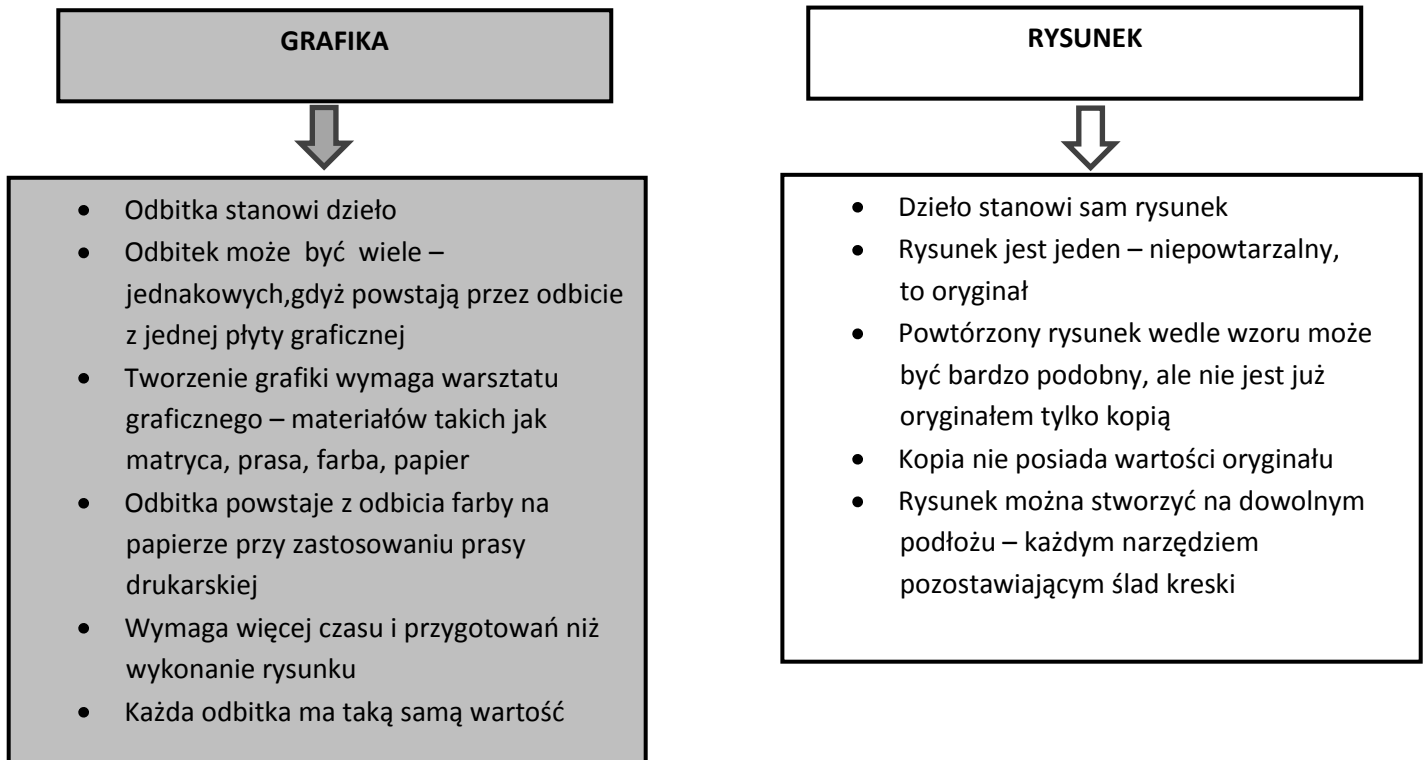 GRAFIKA
• Odbitka stanowi dzieło
• Odbitek może być wiele –
jednakowych,gdyż powstają przez odbicie
z jednej płyty graficznej
• Tworzenie grafiki wymaga warsztatu
graficznego – materiałów takich jak
matryca, prasa, farba, papier
• Odbitka powstaje z odbicia farby na
papierze przy zastosowaniu prasy
drukarskiej
• Wymaga więcej czasu i przygotowań niż
wykonanie rysunku
• Każda odbitka ma taką samą wartość
RYSUNEK
• Dzieło stanowi sam rysunek
• Rysunek jest jeden – niepowtarzalny,
to oryginał
• Powtórzony rysunek wedle wzoru może
być bardzo podobny, ale nie jest już
oryginałem tylko kopią
• Kopia nie posiada wartości oryginału
• Rysunek można stworzyć na dowolnym
podłożu – każdym narzędziem
pozostawiającym ślad kreski